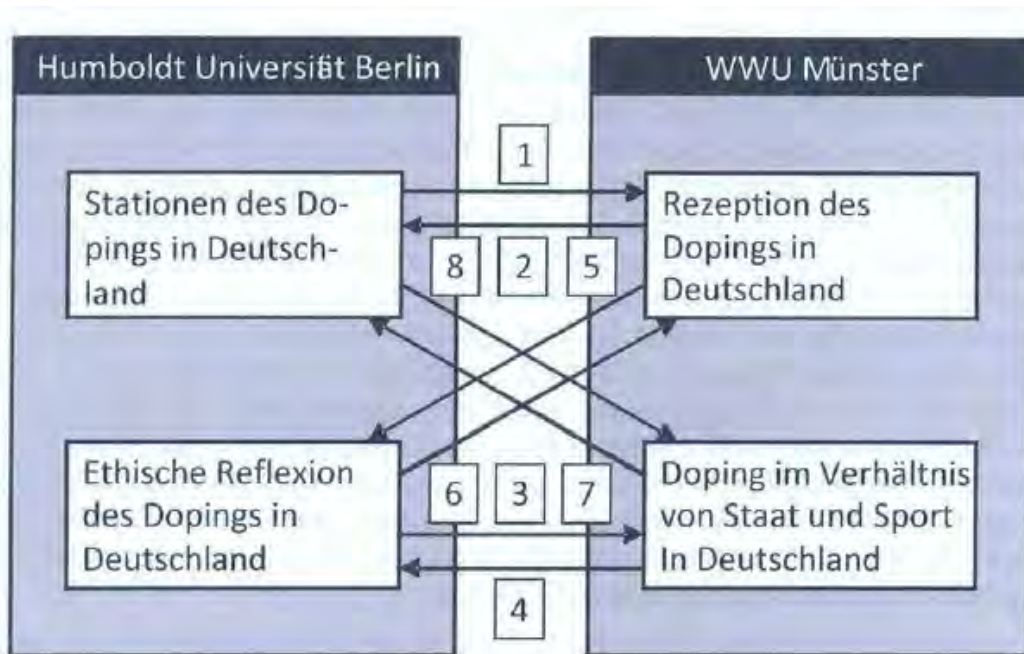 Humboldt Universität Berlin
WWU Münster
1
Stationen des Do-
pings in Deutsch-
land
Rezeption des
Dopings in
Deutschland
8
2
5
Ethische Reflexion
des Dopings in
Deutschland
6
3
7
Doping im Verhältnis
von Staat und Sport
In Deutschland
4